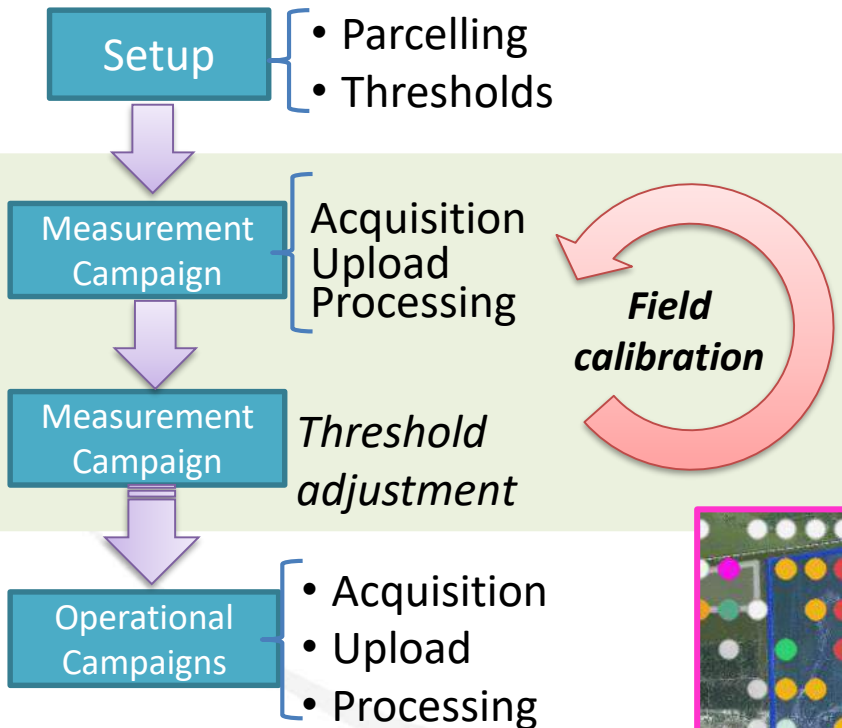 Setup
• Parcelling
• Thresholds
Measurement
Campaign
Acquisition
Upload
Processing
Field
calibration
Measurement
Campaign
Threshold
adjustment
Operational
Campaigns
• Acquisition
• Upload
• Processing